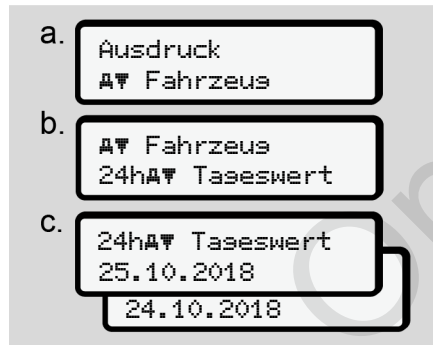 a.
Ausdruck
Fahrzeug
b.
Fahrzeug
24h Tageswert
c.
24h Tageswert
25.10.2018
24.10.2018